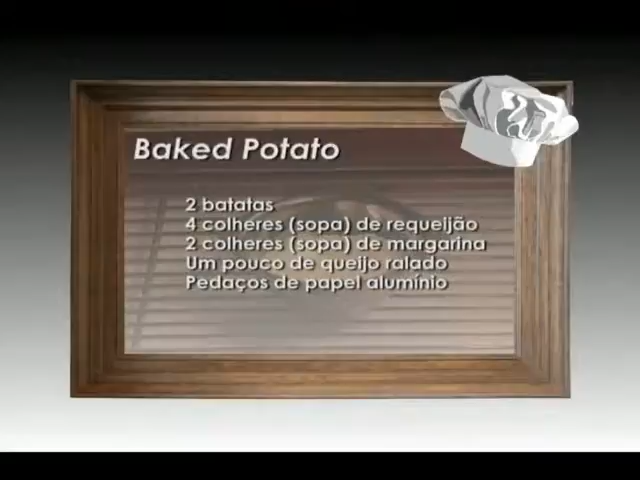 Baked Potato
2 batatas
4 colheres (sopa) de requeijão
2 colheres (sopa) de margarina
Um pouco de queijo ralado
Pedaços de papel alumínio